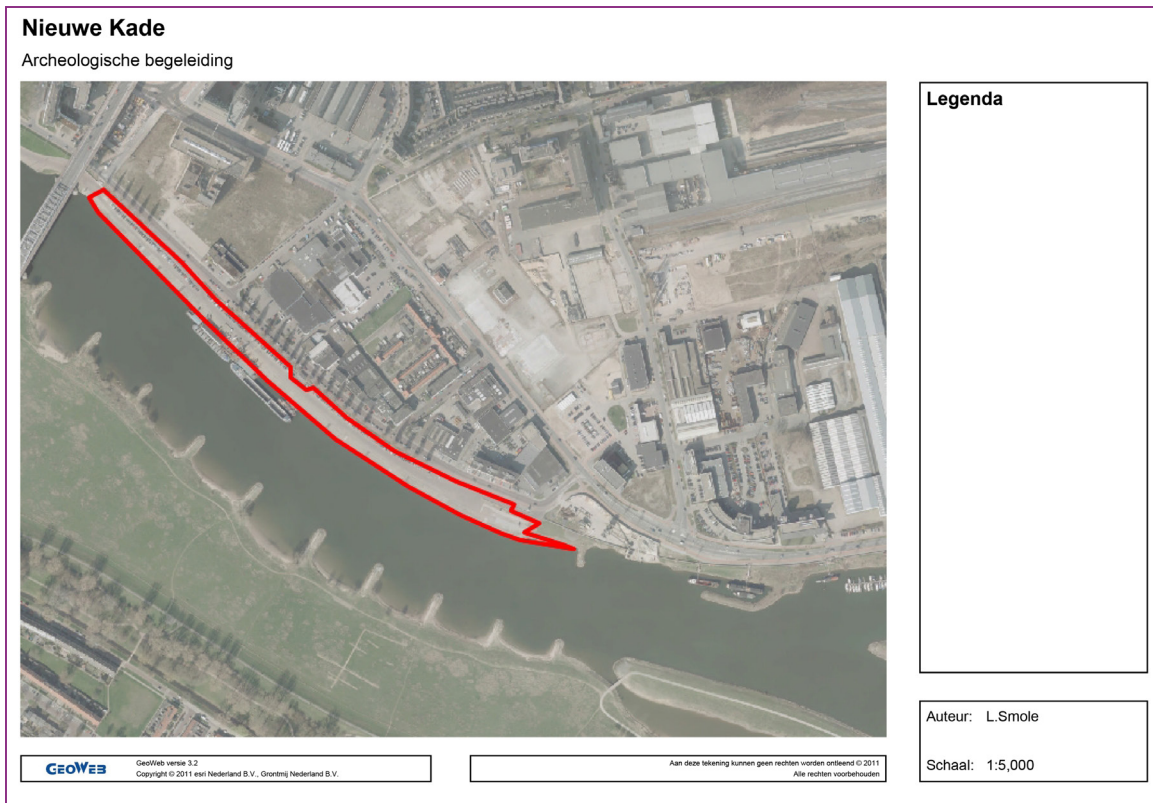 Nieuwe Kade
Archeologische begeleiding
Legenda
Auteur: L.Smole
Schaal: 1:5,000
GEOWEB
GeoWeb versie 3.2
Copyright © 2011 esri Nederland B.V., Grontmij Nederland B.V.
Aan deze tekening kunnen geen rechten worden ontleend © 2011
Alle rechten voorbehouden